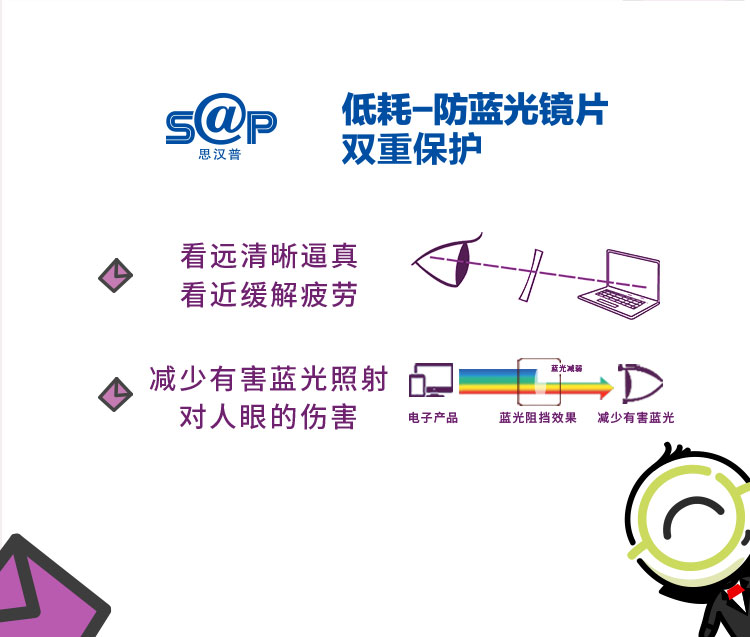 S@P
思汉普
低耗-防蓝光镜片
双重保护
看远清晰逼真
看近缓解疲劳
减少有害蓝光照射
对人眼的伤害
蓝光减弱
电子产品
蓝光阻挡效果
减少有害蓝光